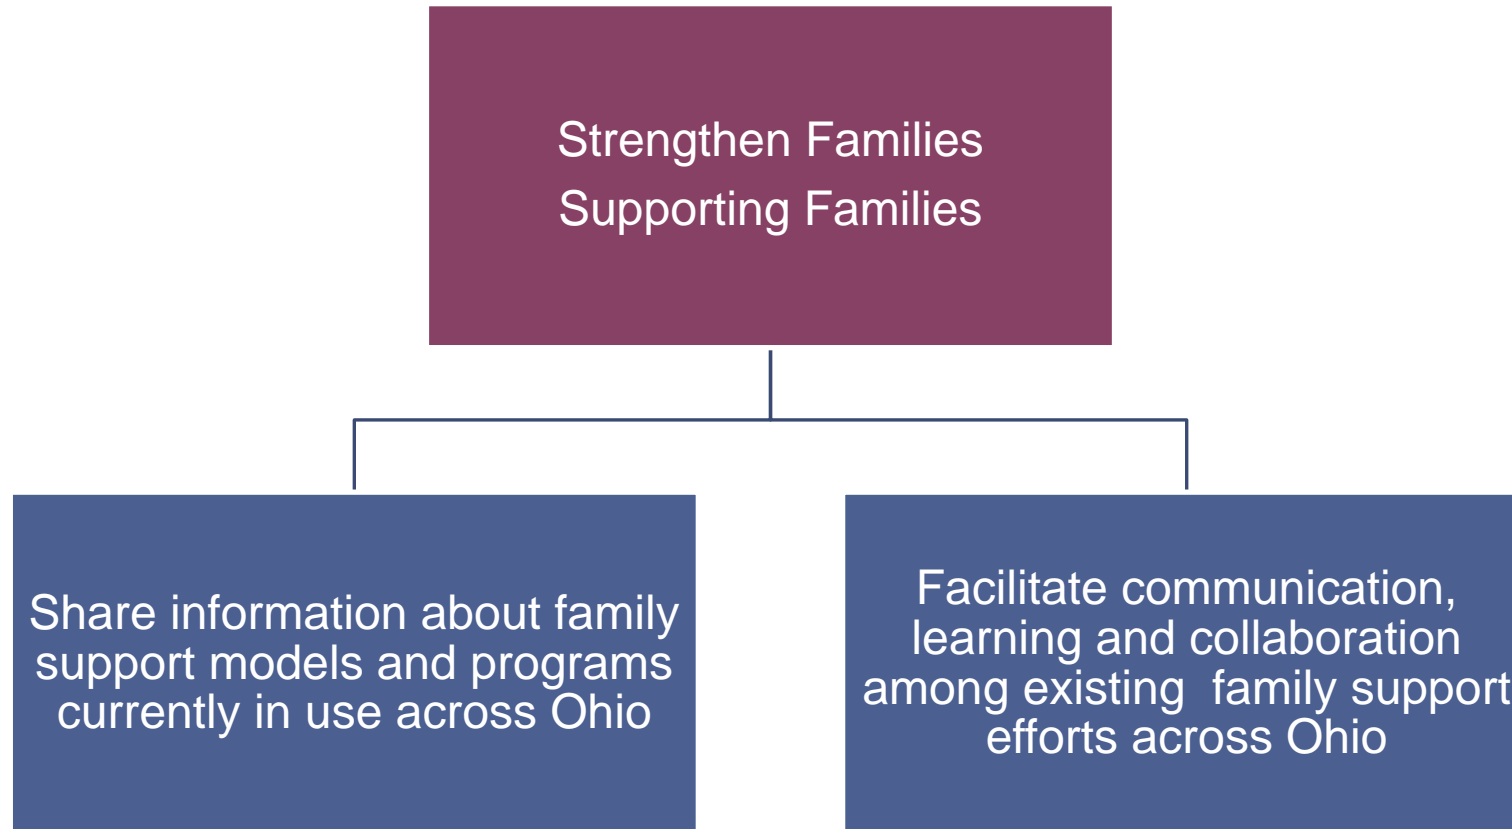 Strengthen Families
Supporting Families
Share information about family
support models and programs
currently in use across Ohio
Facilitate communication,
learning and collaboration
among existing  family support
efforts across Ohio